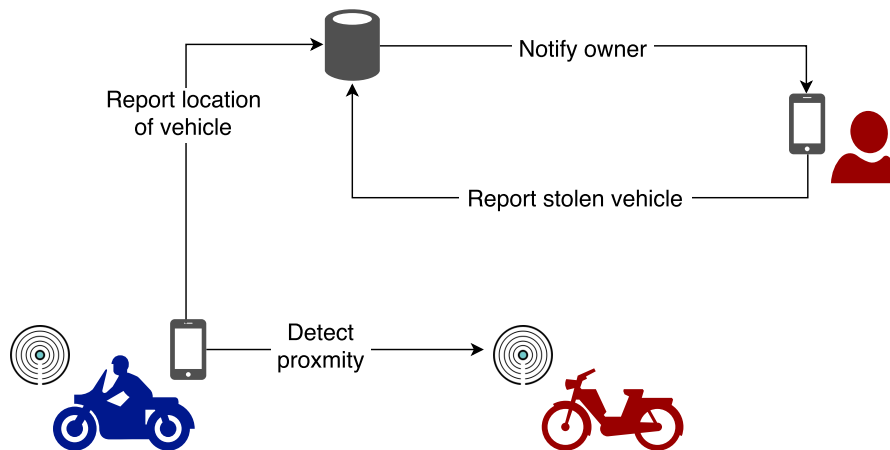 Notify owner
Report location
of vehicle
Report stolen vehicle
Detect
proxmity